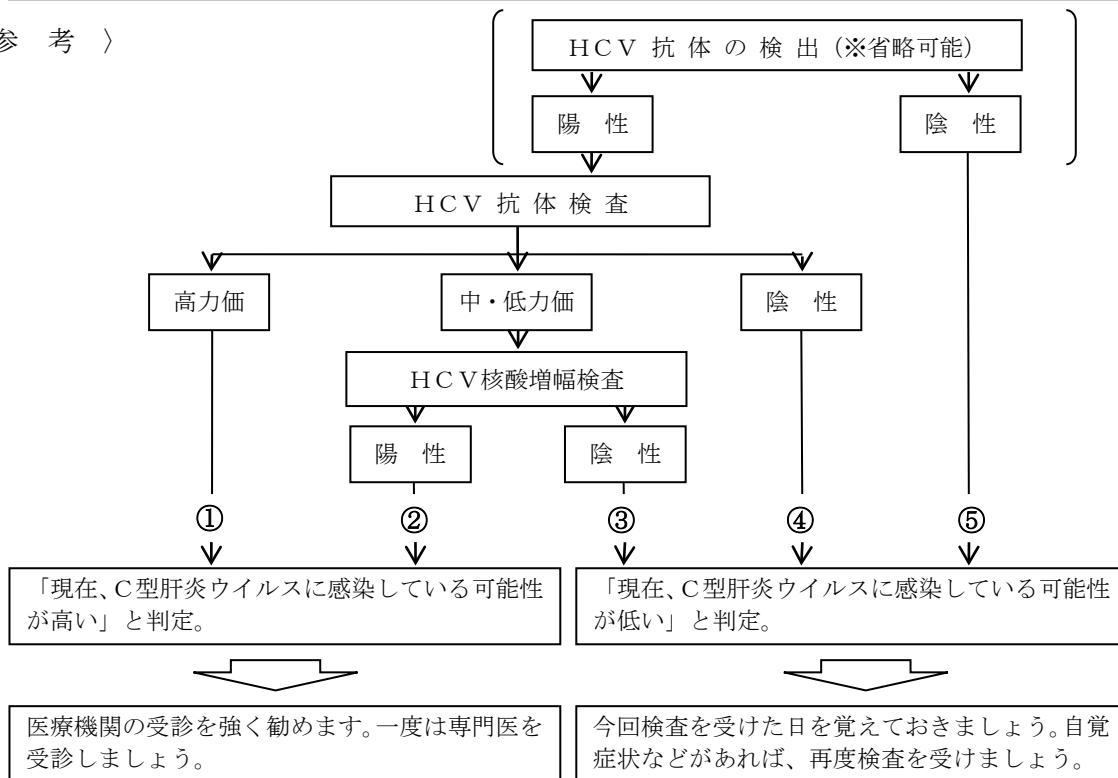 参 考 〉
HCV 抗 体 の 検 出（※省略可能）
陽 性
陰 性
HCV 抗 体 検 査
高力価
中・低力価
陰 性
HCV核酸増幅検査
陽 性
陰 性
①
②
③
④
⑤
「現在、C型肝炎ウイルスに感染している可能性
が高い」と判定。
「現在、C型肝炎ウイルスに感染している可能性
が低い」と判定。
医療機関の受診を強く勧めます。一度は専門医を
受診しましょう。
今回検査を受けた日を覚えておきましょう。自覚
症状などがあれば、再度検査を受けましょう。